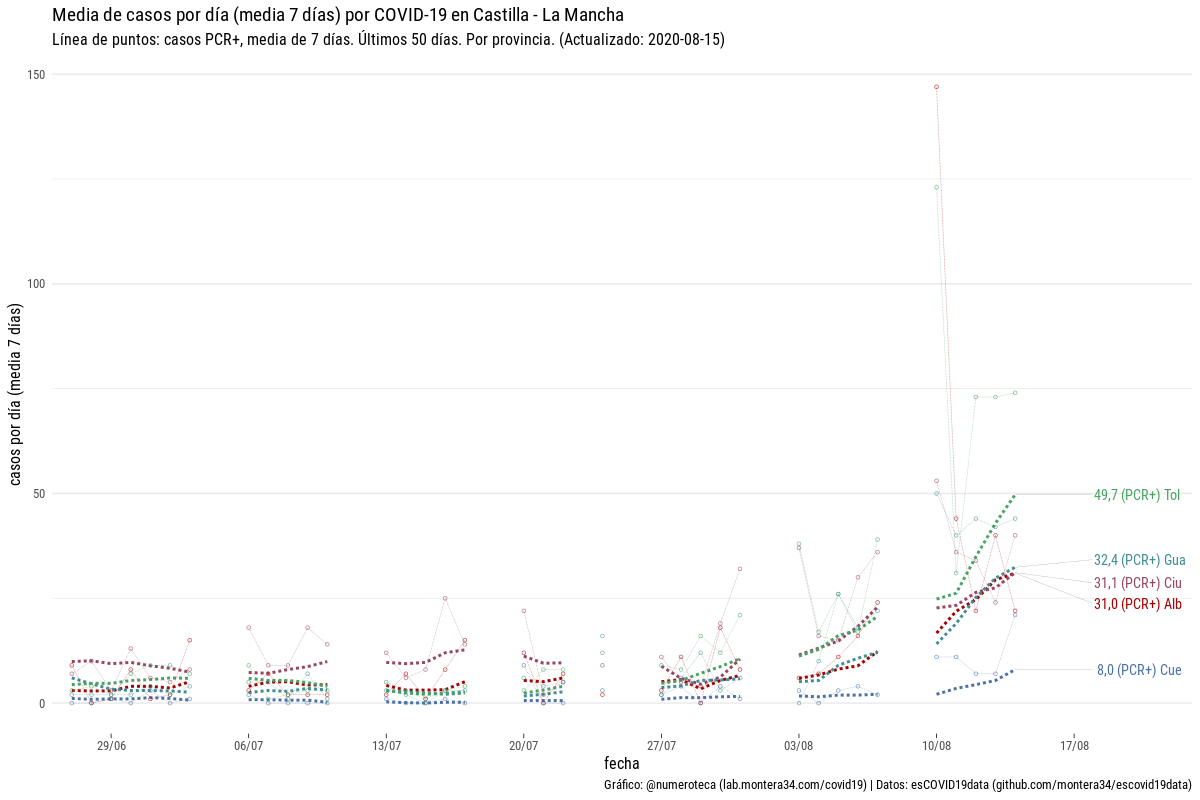 Media de casos por día (media 7 días) por COVID-19 en Castilla - La Mancha
Línea de puntos: casos PCR+, media de 7 días. Últimos 50 días. Por provincia. (Actualizado: 2020-08-15)
casos por día (media 7 días)
150
100
50
0
49,7 (PCR+) Tol
32,4 (PCR+) Gua
31,1 (PCR+) Ciu
31,0 (PCR+) Alb
8,0 (PCR+) Cue
29/06
06/07
13/07
20/07
27/07
03/08
10/08
17/08
fecha
Gráfico: @numeroteca (lab.montera34.com/covid19) | Datos: esCOVID19data (github.com/montera34/escovid19data)